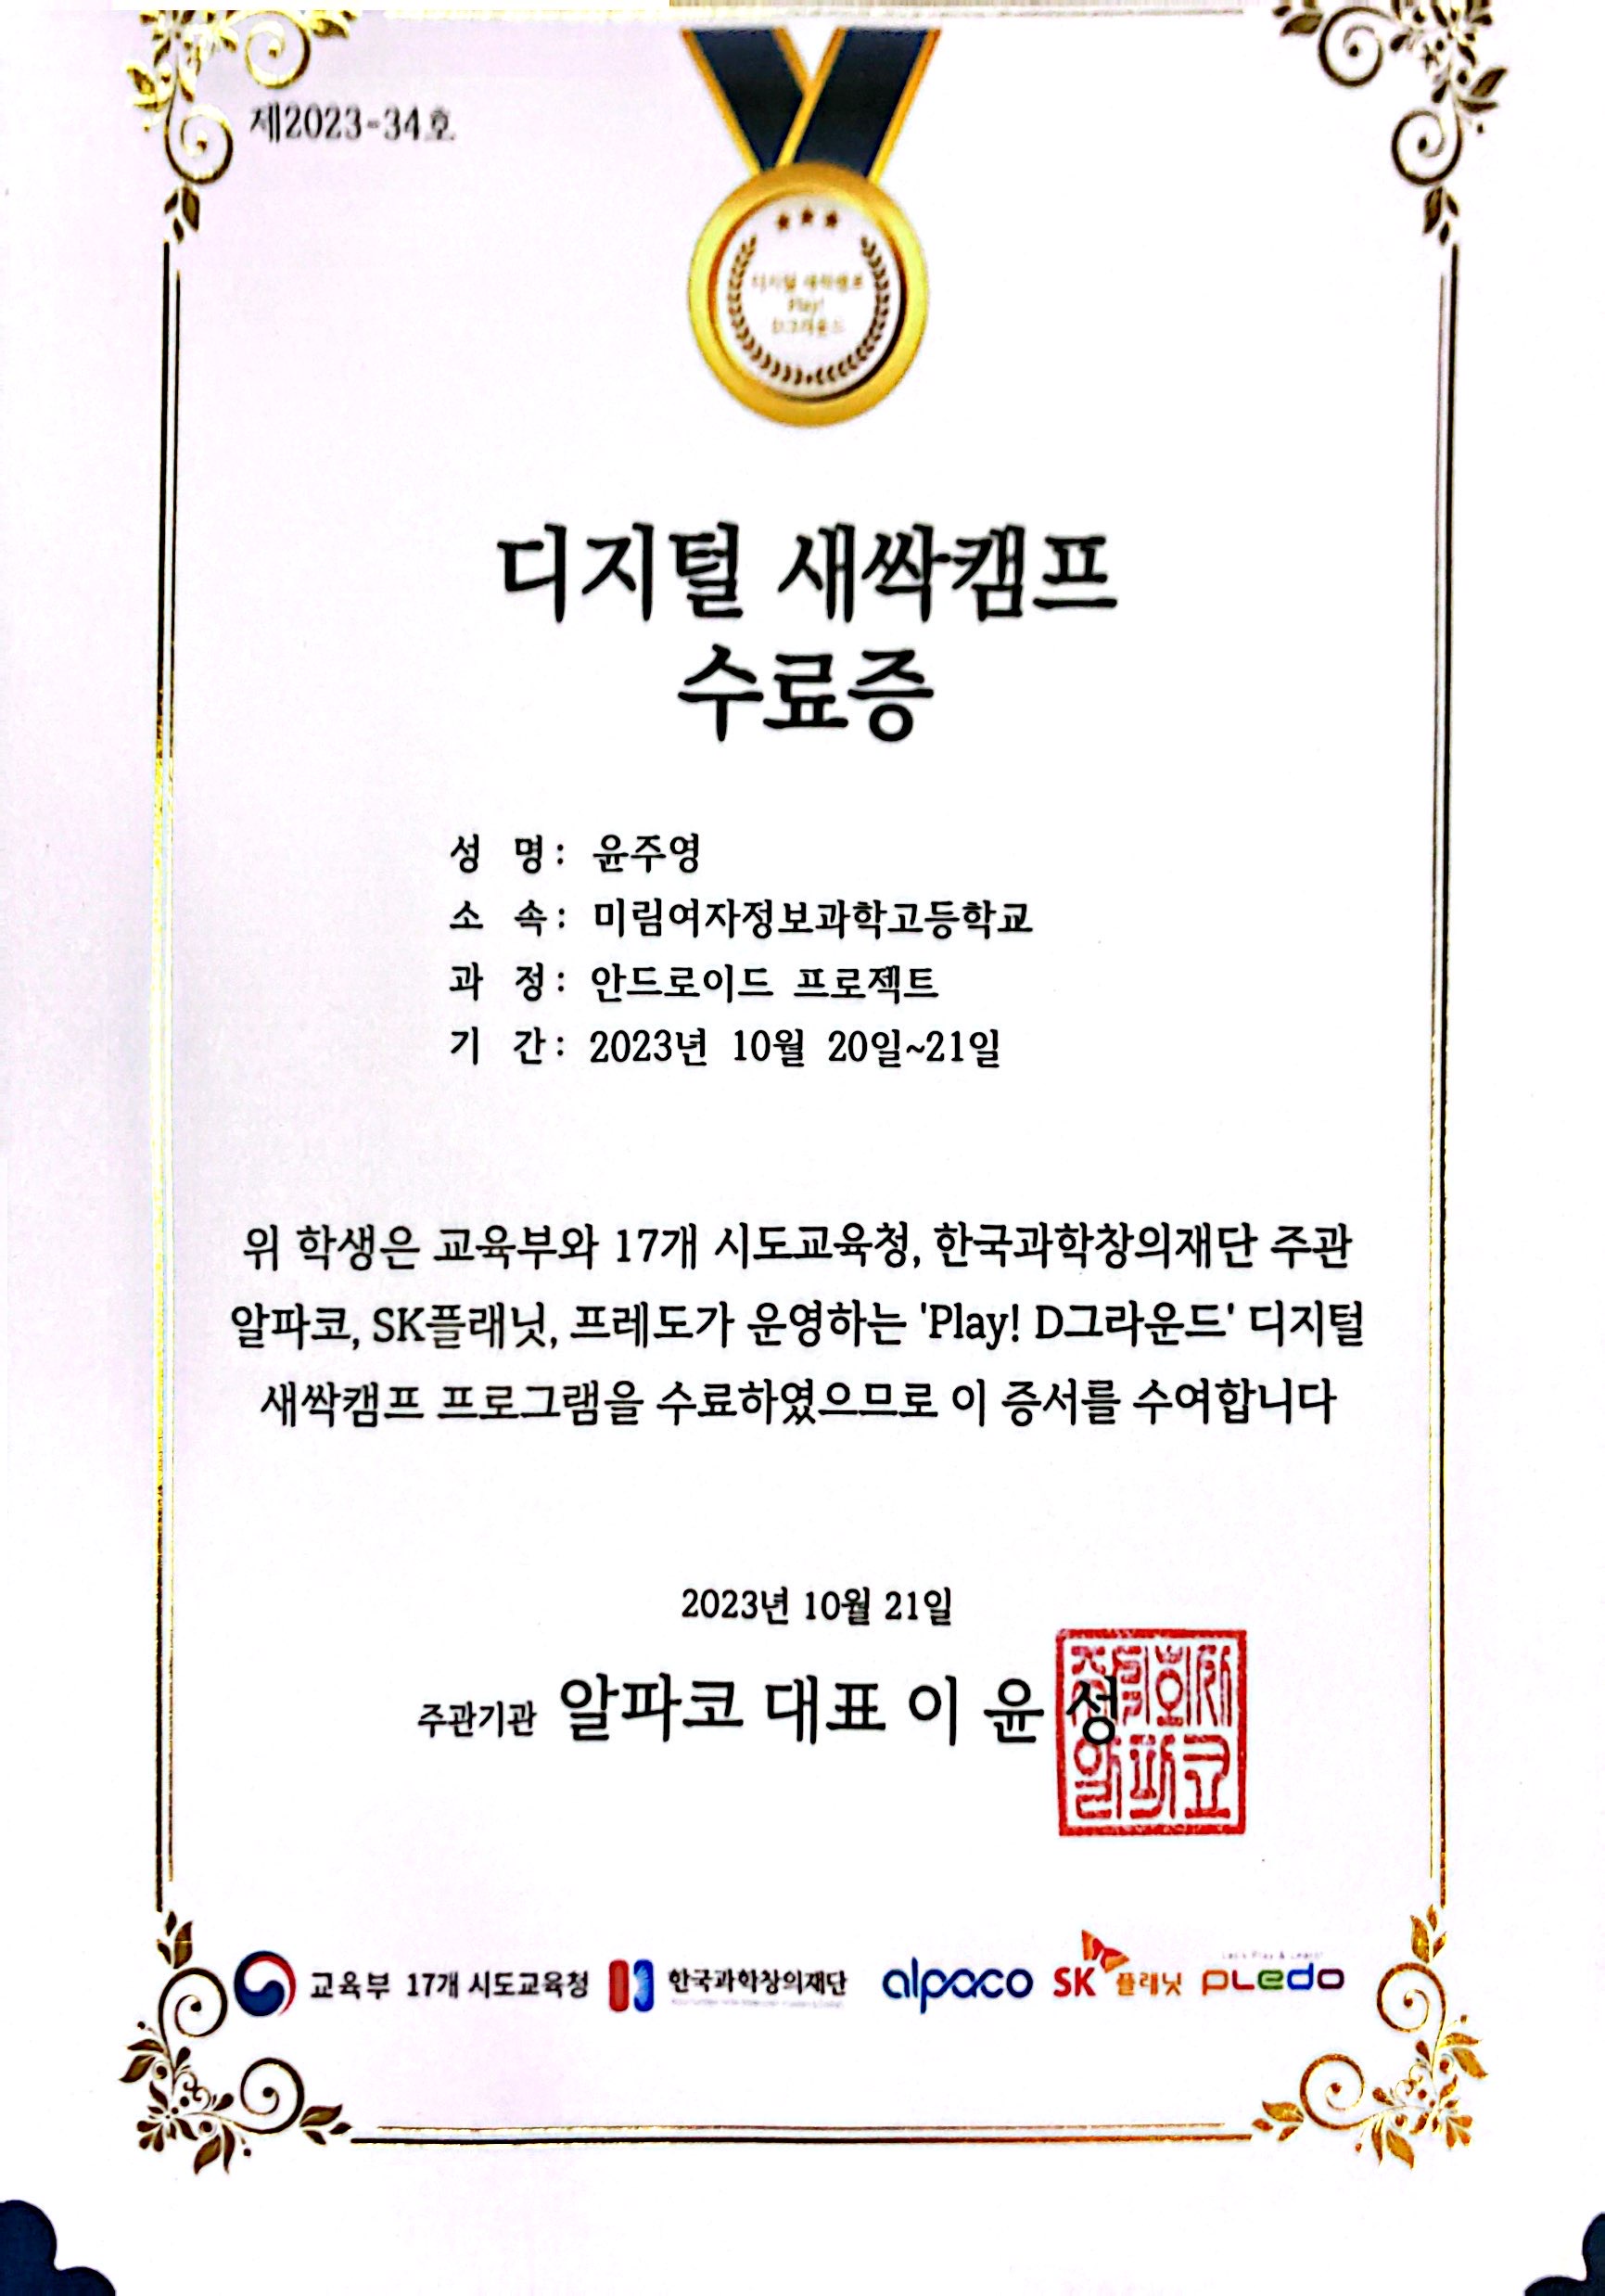 제2023-34호
디지털 새싹캠프
Play!
D그라운드
디지털 새싹캠프
수료증
성 명: 윤주영
소 속: 미림여자정보과학고등학교
과 정: 안드로이드 프로젝트
기 간: 2023년 10월 20일~21일
위 학생은 교육부와 17개 시도교육청, 한국과학창의재단 주관
알파코, SK플래닛, 프레도가 운영하는 'Play! D그라운드' 디지털
새싹캠프 프로그램을 수료하였으므로 이 증서를 수여합니다
2023년 10월 21일
주관기관 알파코 대표 이 윤 성
주식회사
알파코
교육부 17개 시도교육청 한국과학창의재단 alpaco SK플래닛 Let's Play & Learn! PLedo